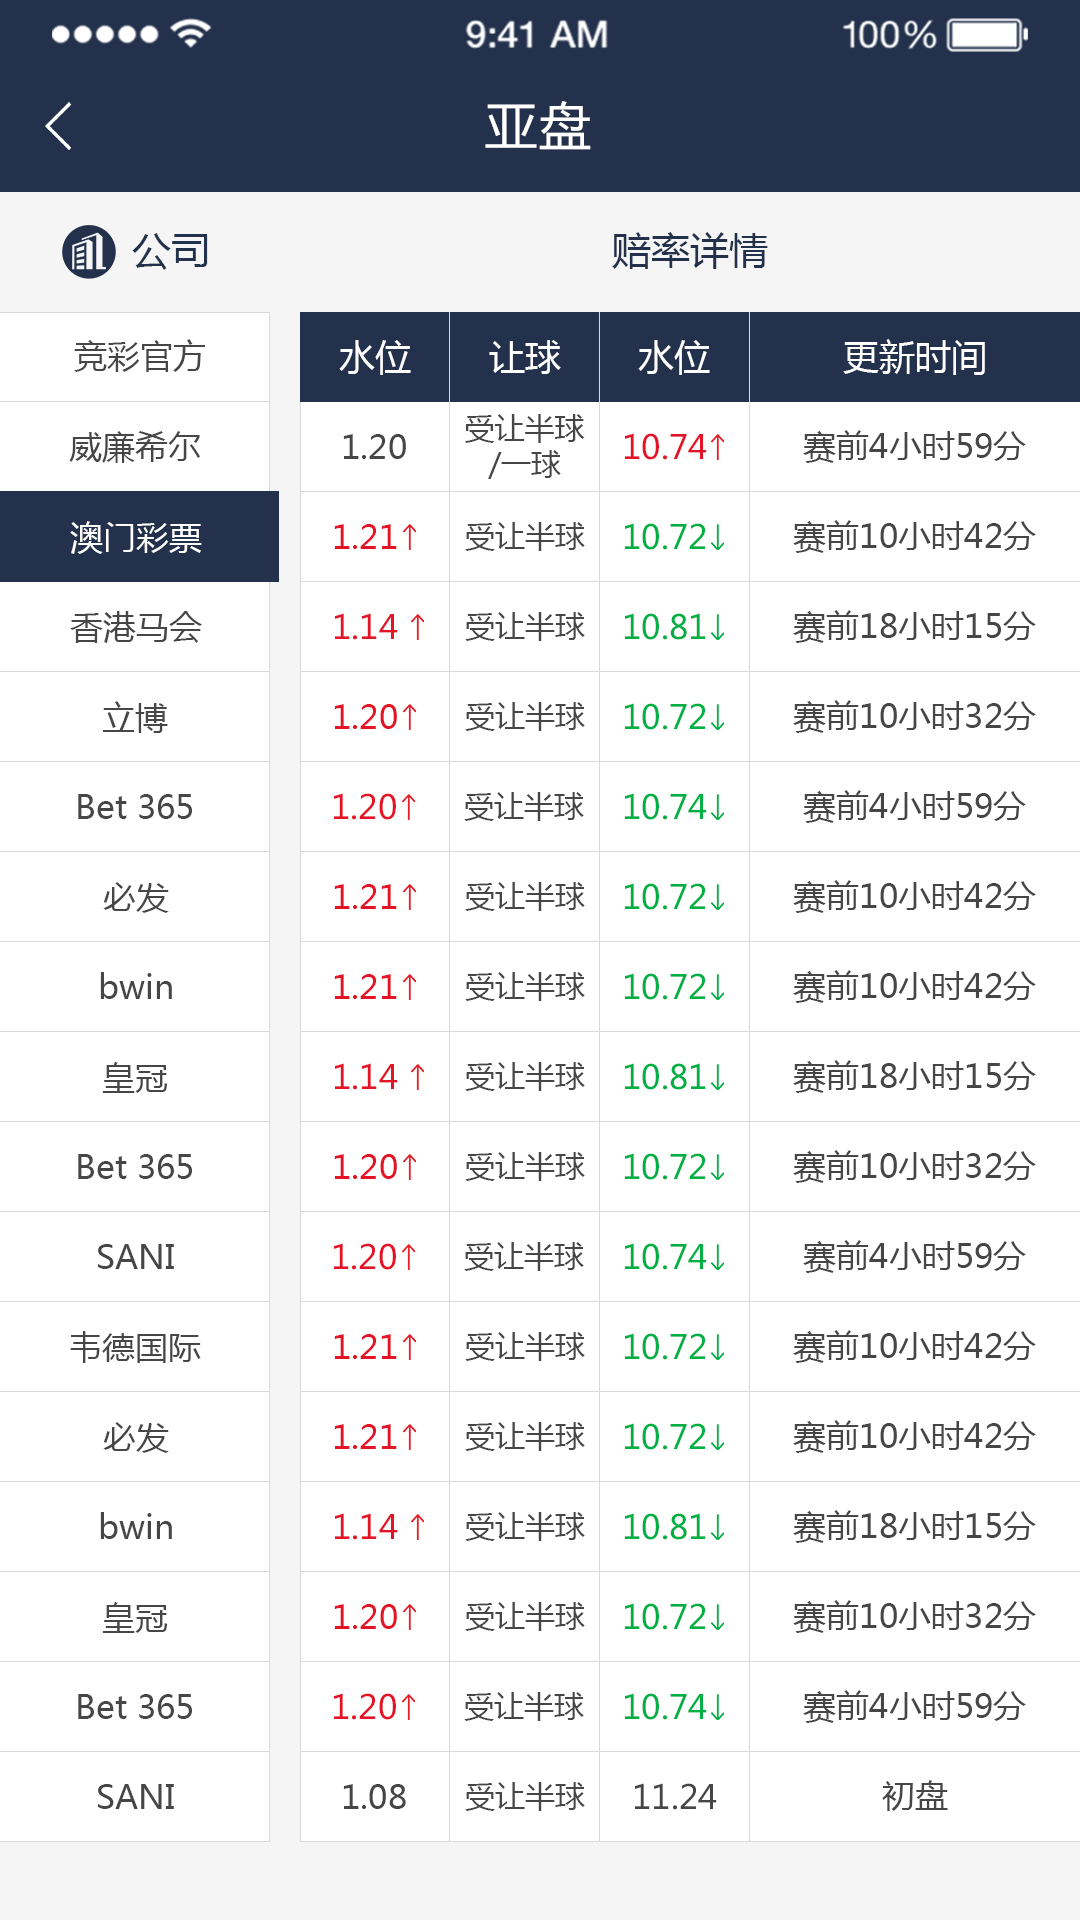 9:41 AM 100%
亚盘
公司 赔率详情
竞彩官方 水位 让球 水位 更新时间
威廉希尔 1.20 受让半球 10.74↑ 赛前4小时59分
/一球
澳门彩票 1.21↑ 受让半球 10.72↓ 赛前10小时42分
香港马会 1.14 ↑ 受让半球 10.81↓ 赛前18小时15分
立博 1.20↑ 受让半球 10.72↓ 赛前10小时32分
Bet 365 1.20↑ 受让半球 10.74↓ 赛前4小时59分
必发 1.21↑ 受让半球 10.72↓ 赛前10小时42分
bwin 1.21↑ 受让半球 10.72↓ 赛前10小时42分
皇冠 1.14 ↑ 受让半球 10.81↓ 赛前18小时15分
Bet 365 1.20↑ 受让半球 10.72↓ 赛前10小时32分
SANI 1.20↑ 受让半球 10.74↓ 赛前4小时59分
韦德国际 1.21↑ 受让半球 10.72↓ 赛前10小时42分
必发 1.21↑ 受让半球 10.72↓ 赛前10小时42分
bwin 1.14 ↑ 受让半球 10.81↓ 赛前18小时15分
皇冠 1.20↑ 受让半球 10.72↓ 赛前10小时32分
Bet 365 1.20↑ 受让半球 10.74↓ 赛前4小时59分
SANI 1.08 受让半球 11.24 初盘